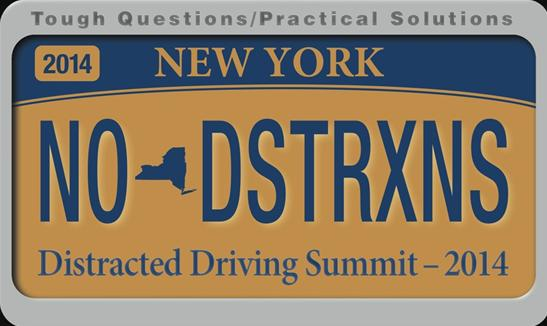 Tough Questions/Practical Solutions
2014
NEW YORK
NO DSTRXNS
Distracted Driving Summit – 2014